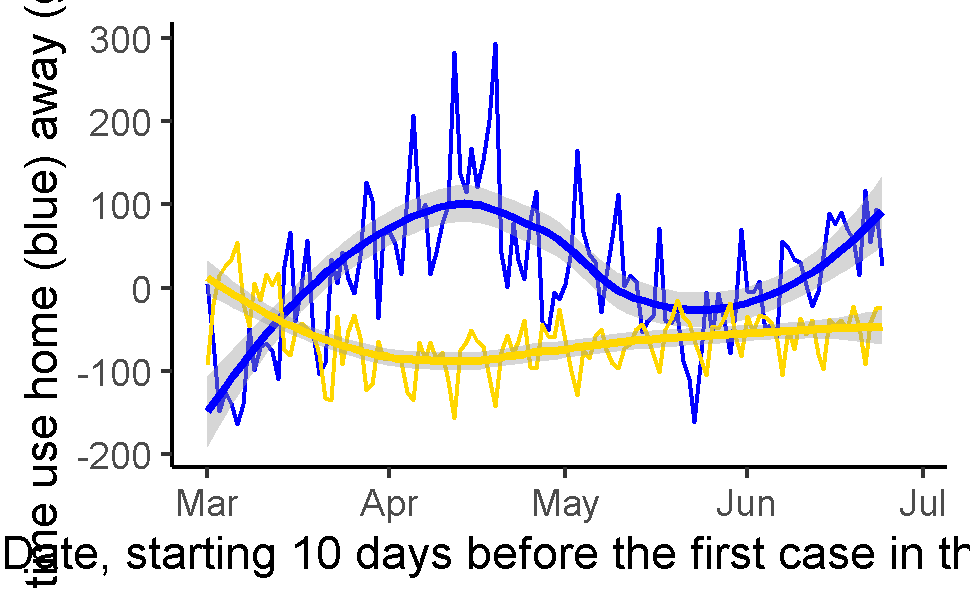 time use home (blue) away (
300
200
100
0
-100
-200
Mar Apr May Jun Jul
Date, starting 10 days before the first case in th